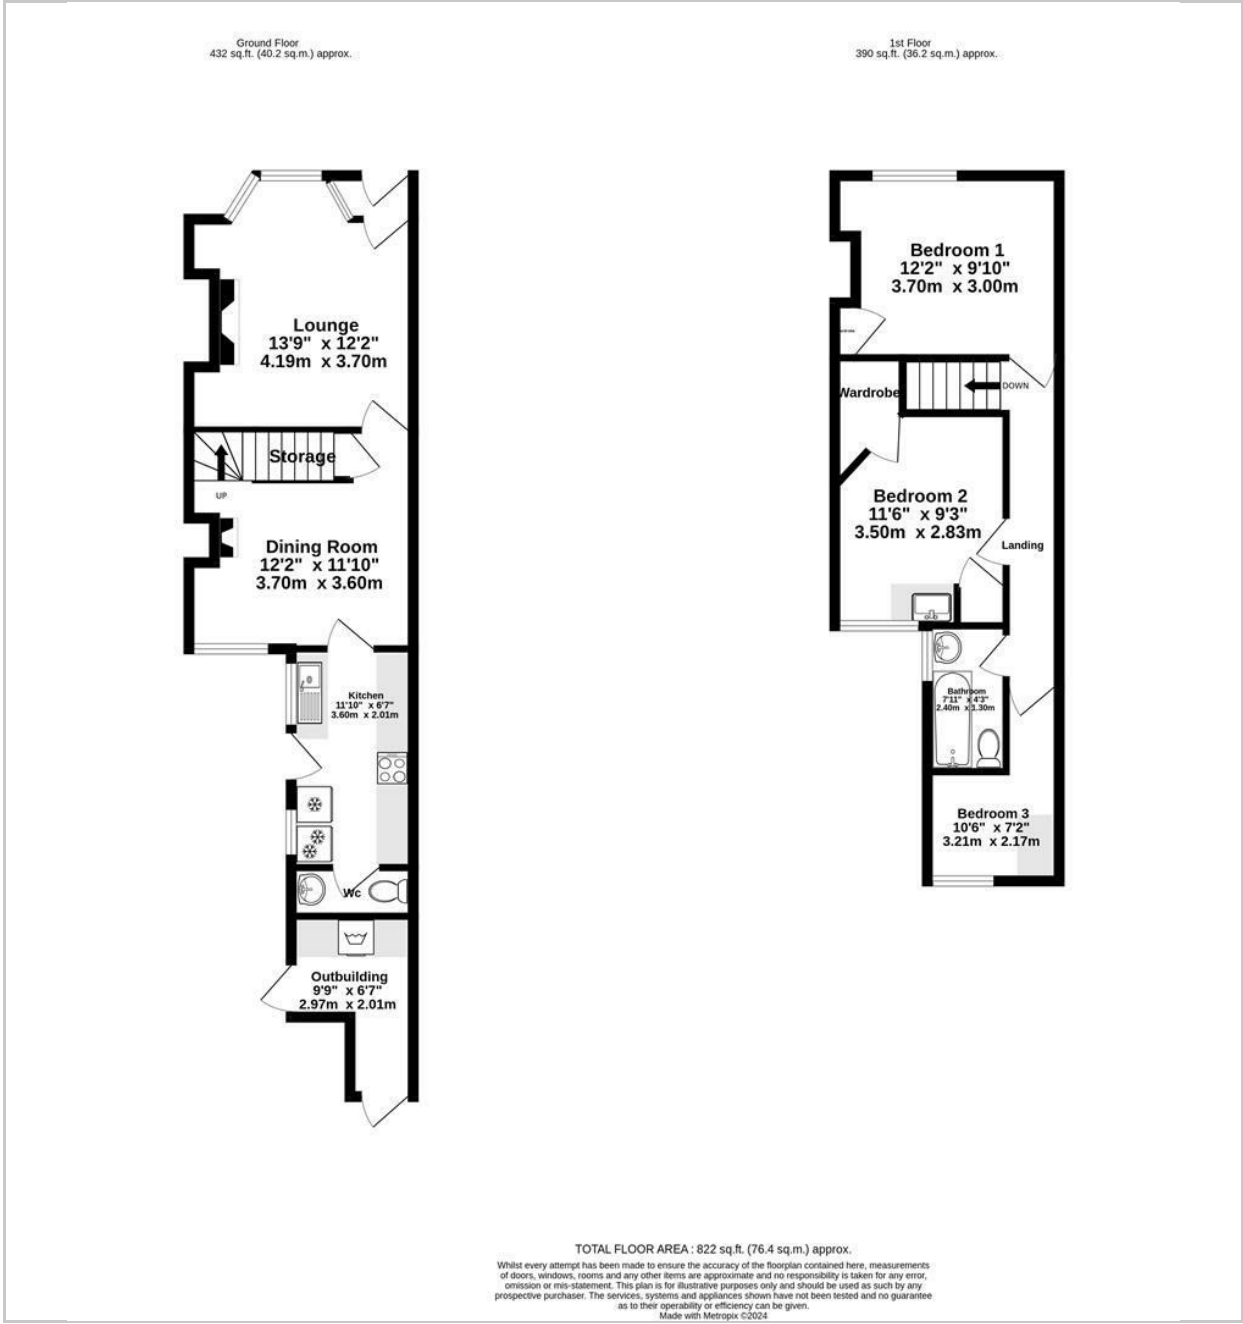 Ground Floor
432 sq.ft. (40.2 sq.m.) approx.
1st Floor
390 sq.ft. (36.2 sq.m.) approx.
Lounge
13'9" x 12'2"
4.19m x 3.70m
Storage
UP
Dining Room
12'2" x 11'10"
3.70m x 3.60m
Kitchen
11'10" x 6'7"
3.60m x 2.01m
Wc
Outbuilding
9'9" x 6'7"
2.97m x 2.01m
Bedroom 1
12'2" x 9'10"
3.70m x 3.00m
Wardrobe
DOWN
Bedroom 2
11'6" x 9'3"
3.50m x 2.83m
Landing
Bathroom
7'11" x 4'3"
2.40m x 1.30m
Bedroom 3
10'6" x 7'2"
3.21m x 2.17m
TOTAL FLOOR AREA : 822 sq.ft. (76.4 sq.m.) approx.
Whilst every attempt has been made to ensure the accuracy of the floorplan contained here, measurements
of doors, windows, rooms and any other items are approximate and no responsibility is taken for any error,
omission or mis-statement. This plan is for illustrative purposes only and should be used as such by any
prospective purchaser. The services, systems and appliances shown have not been tested and no guarantee
as to their operability or efficiency can be given.
Made with Metropix ©2024